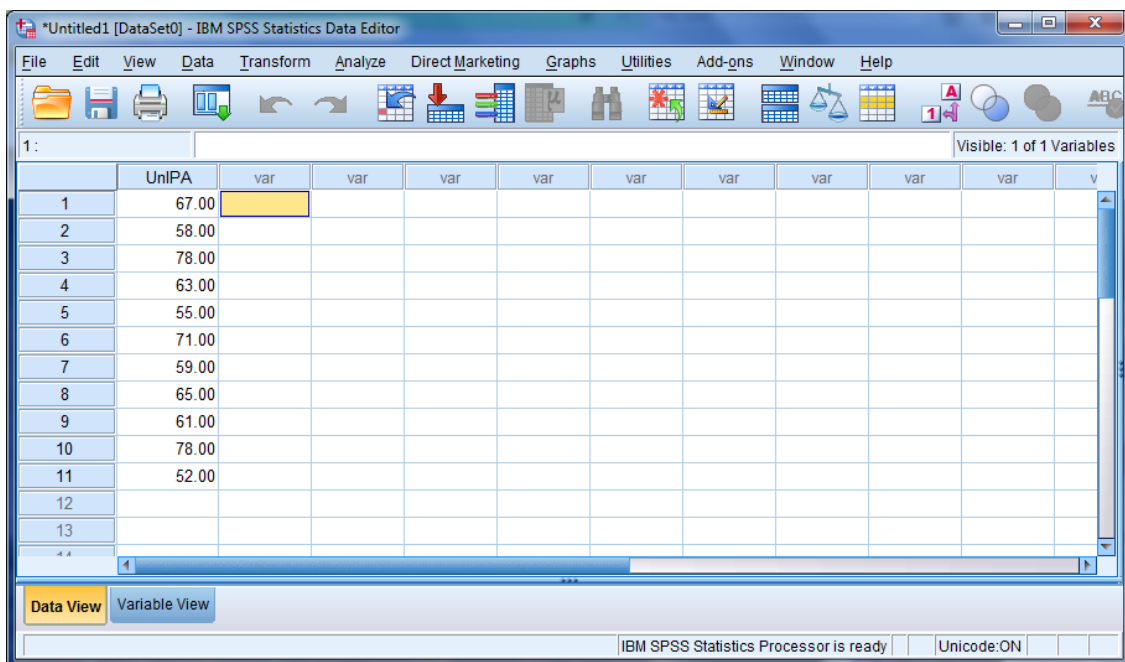 *Untitled1 [DataSet0] - IBM SPSS Statistics Data Editor
File Edit View Data Transform Analyze Direct Marketing Graphs Utilities Add-ons Window Help
1 :
Visible: 1 of 1 Variables
UnIPA var var var var var var var var var v
1 67.00
2 58.00
3 78.00
4 63.00
5 55.00
6 71.00
7 59.00
8 65.00
9 61.00
10 78.00
11 52.00
12
13
14
Data View Variable View
IBM SPSS Statistics Processor is ready Unicode:ON